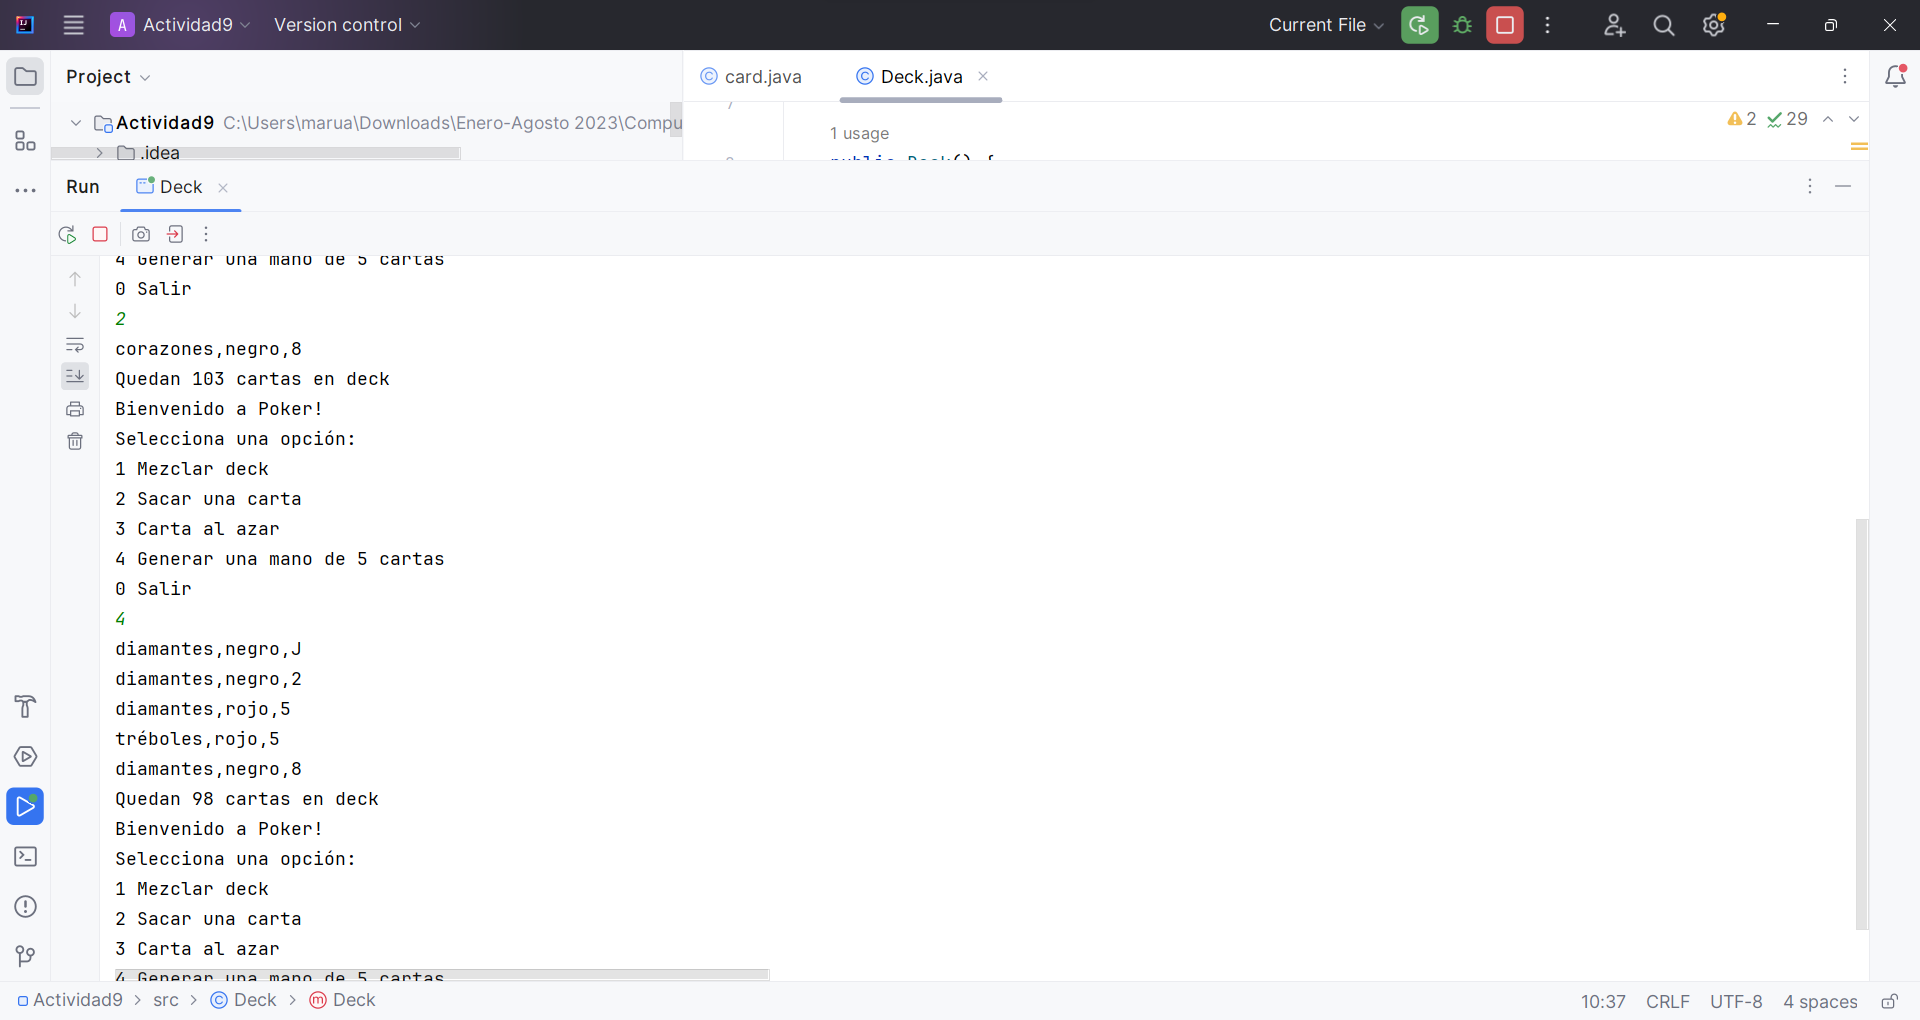 A Actividad9 Version control Current File
Project card.java Deck.java
Actividad9 C:\Users\marua\Downloads\Enero-Agosto 2023\Compu
7
1 usage
2 29
.idea
public Deck() {
Run Deck
4 Generar una mano de 5 cartas
0 Salir
2
corazones,negro,8
Quedan 103 cartas en deck
Bienvenido a Poker!
Selecciona una opción:
1 Mezclar deck
2 Sacar una carta
3 Carta al azar
4 Generar una mano de 5 cartas
0 Salir
4
diamantes,negro,J
diamantes,negro,2
diamantes,rojo,5
tréboles,rojo,5
diamantes,negro,8
Quedan 98 cartas en deck
Bienvenido a Poker!
Selecciona una opción:
1 Mezclar deck
2 Sacar una carta
3 Carta al azar
4 Generar una mano de 5 cartas
Actividad9 > src > Deck > Deck 10:37 CRLF UTF-8 4 spaces